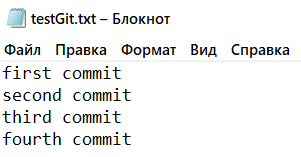 testGit.txt – Блокнот
Файл Правка Формат Вид Справка
first commit
second commit
third commit
fourth commit